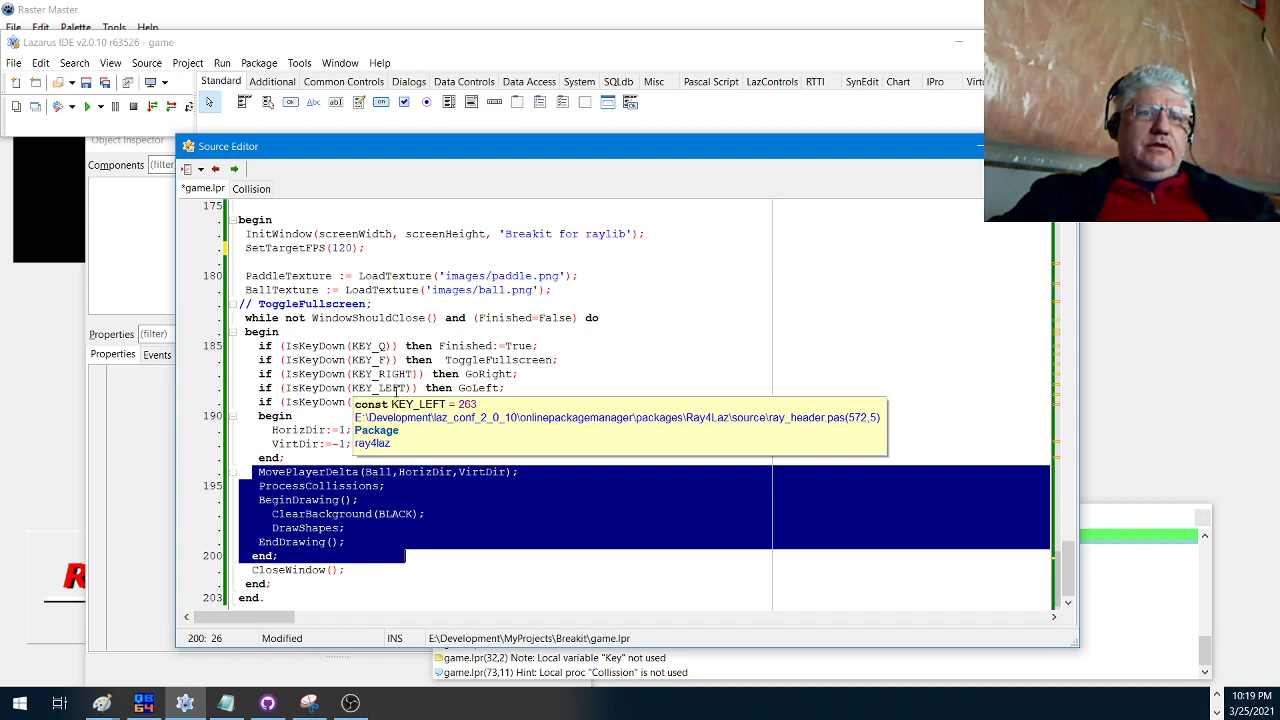 Raster Master
File Edit Palette Tools Help
Lazarus IDE v2.0.10 r63526 - game
File Edit Search View Source Project Run Package Tools Window Help
Standard Additional Common Controls Dialogs Data Controls Data Access System SQLdb Misc Pascal Script LazControls RTTI SynEdit Chart IPro
Object Inspector
Components (filter)
Properties (filter)
Properties Events
Source Editor
*game.lpr Collision
175
begin
InitWindow(screenWidth, screenHeight, 'Breakit for raylib');
SetTargetFPS(120);
180 PaddleTexture := LoadTexture('images/paddle.png');
BallTexture := LoadTexture('images/ball.png');
// ToggleFullscreen;
while not WindowShouldClose() and (Finished=False) do
begin
185 if (IsKeyDown(KEY_Q)) then Finished:=True;
if (IsKeyDown(KEY_F)) then ToggleFullscreen;
if (IsKeyDown(KEY_RIGHT)) then GoRight;
if (IsKeyDown(KEY_LEFT)) then GoLeft;
if (IsKeyDown(
190 begin
HorizDir:=1;
VirtDir:=-1;
end;
const KEY_LEFT = 263
E:\Development\laz_conf_2_0_10\onlinepackagemanager\packages\Ray4Laz\source\ray_header.pas(572,5)
Package
ray4laz
MovePlayerDelta(Ball,HorizDir,VirtDir);
195 ProcessCollissions;
BeginDrawing();
ClearBackground(BLACK);
DrawShapes;
EndDrawing();
200 end;
CloseWindow();
end;
203 end.
200: 26 Modified INS E:\Development\MyProjects\Breakit\game.lpr
game.lpr(32,2) Note: Local variable "Key" not used
game.lpr(73,11) Hint: Local proc "Collission" is not used
QB
64
10:19 PM
3/25/2021